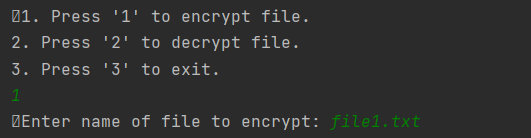 1. Press '1' to encrypt file.
2. Press '2' to decrypt file.
3. Press '3' to exit.
1
Enter name of file to encrypt: file1.txt